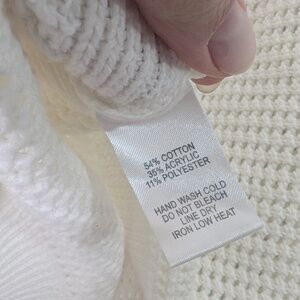 54% COTTON
35% ACRYLIC
11% POLYESTER
HAND WASH COLD
DO NOT BLEACH
LINE DRY
IRON LOW HEAT